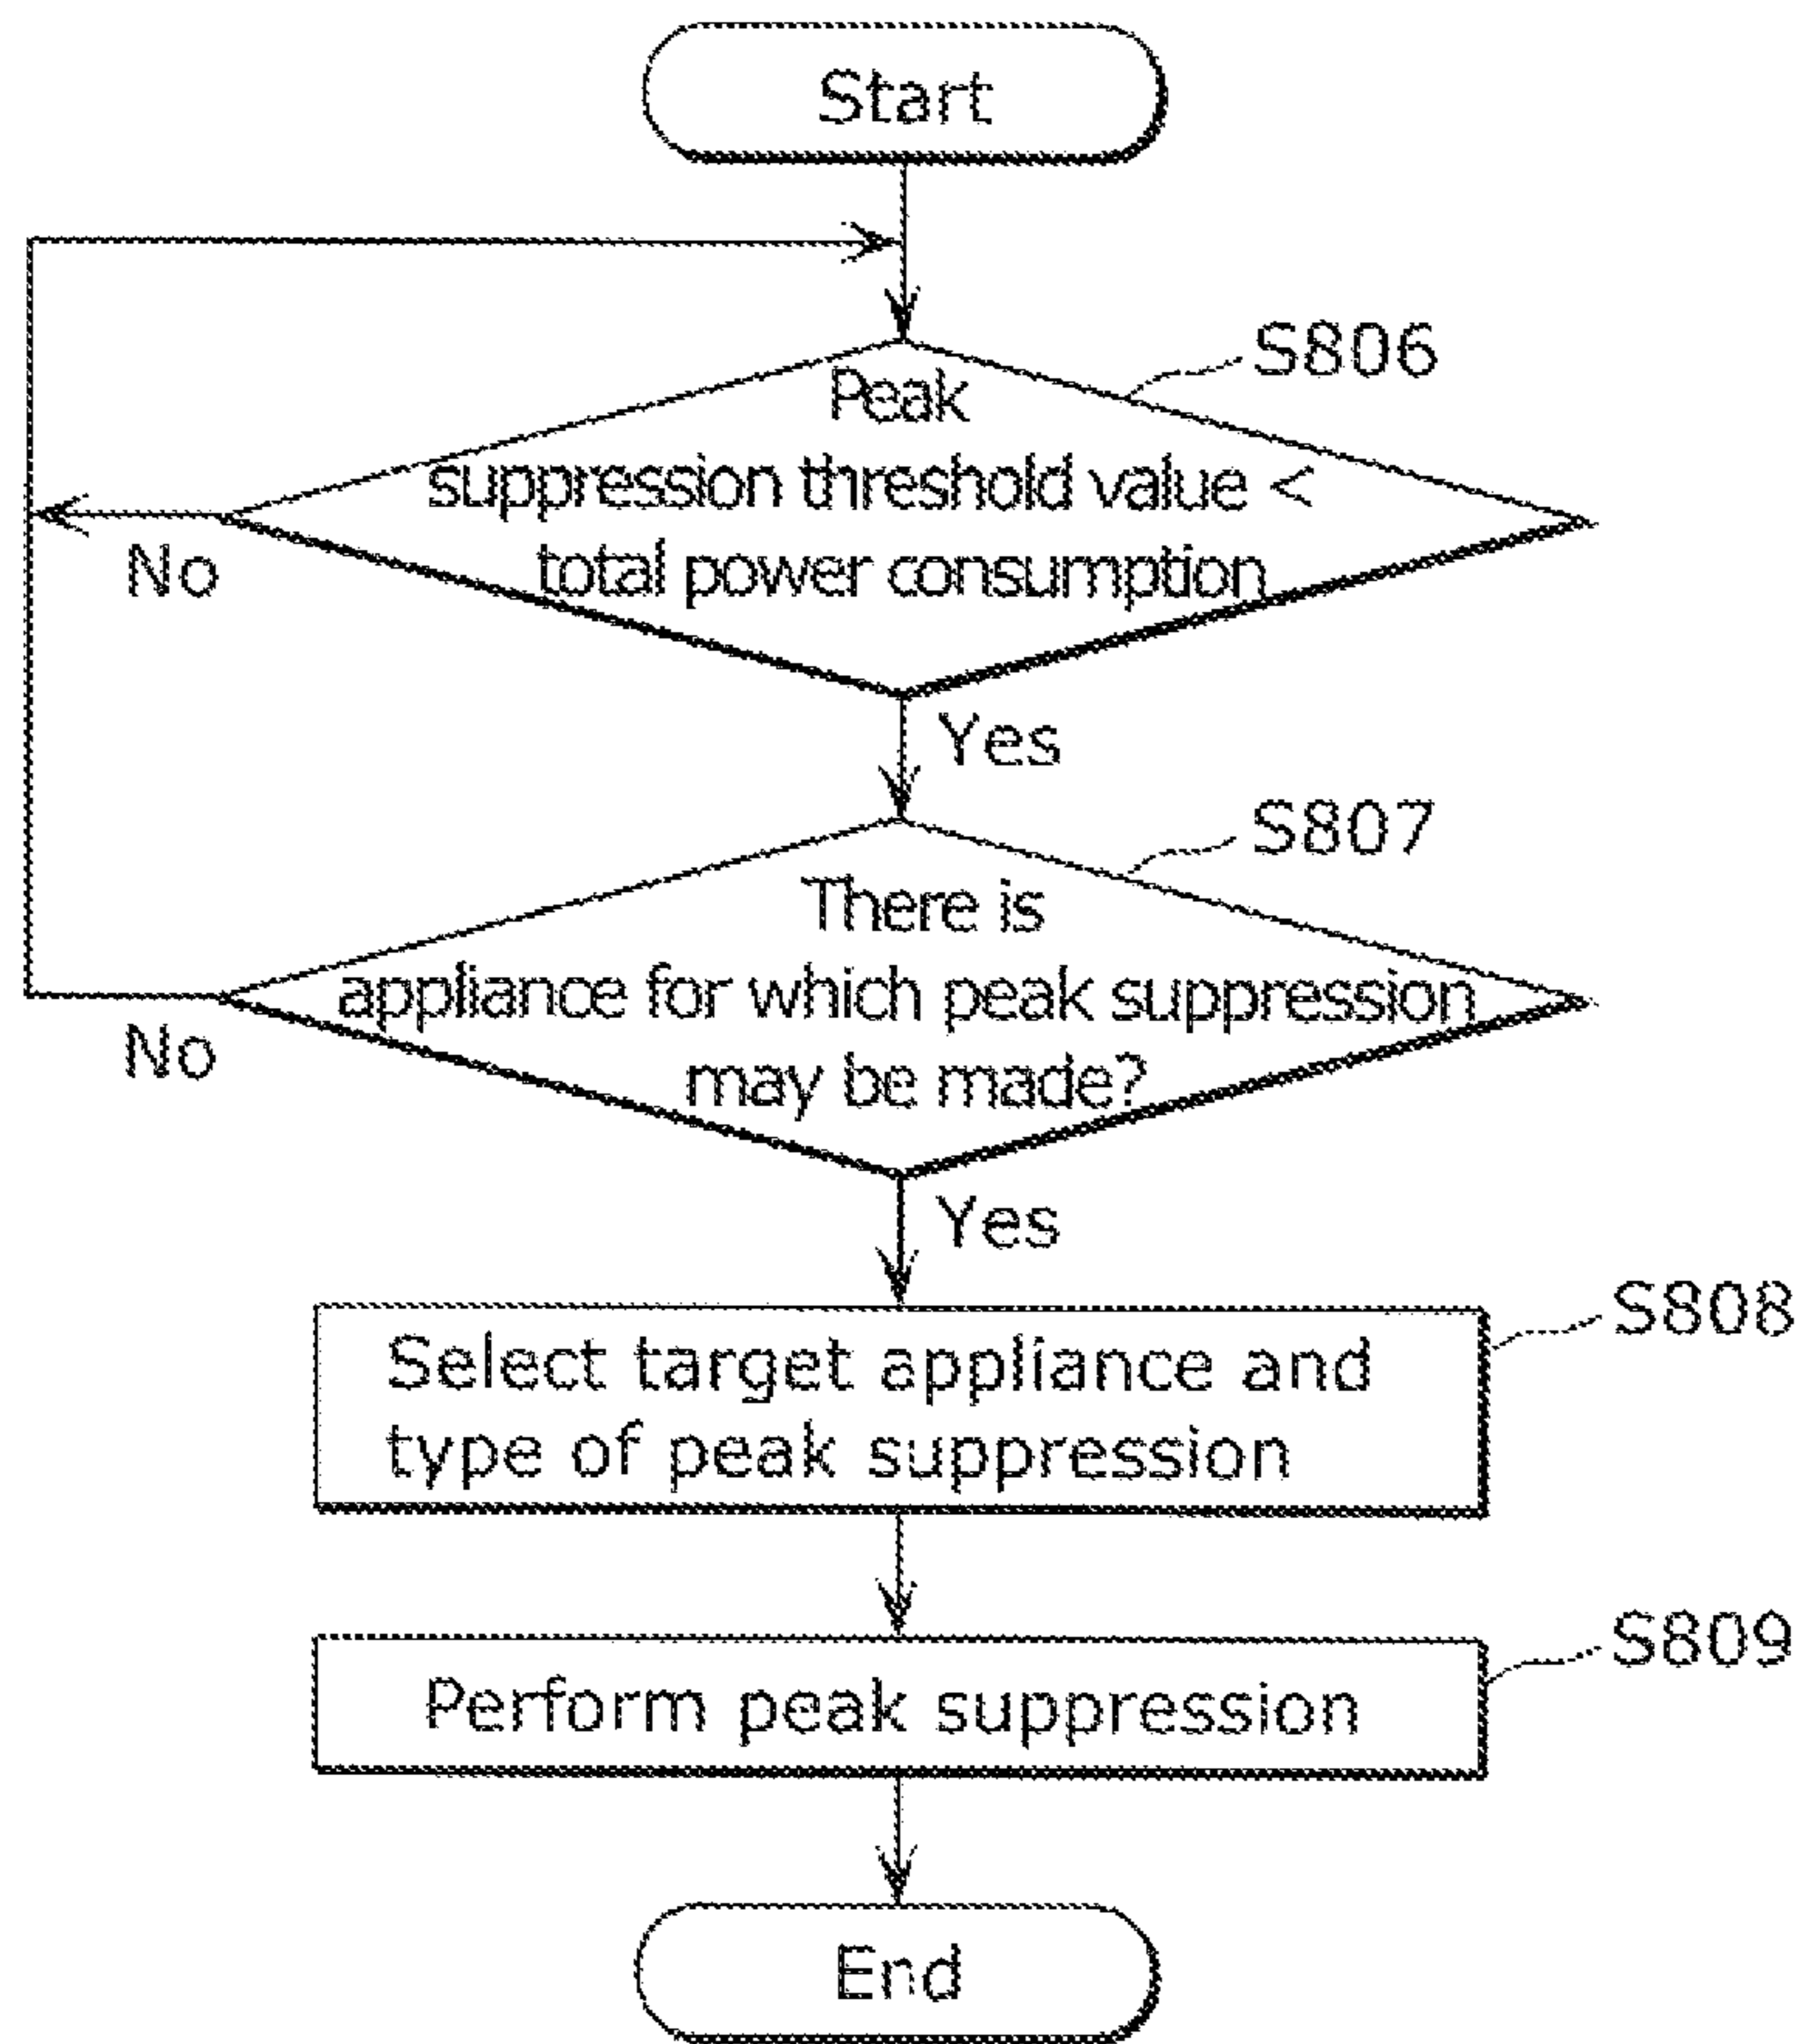 Start
S806
Peak
suppression threshold value <
total power consumption
No
Yes
S807
There is
appliance for which peak suppression
may be made?
No
Yes
S808
Select target appliance and
type of peak suppression
S809
Perform peak suppression
End